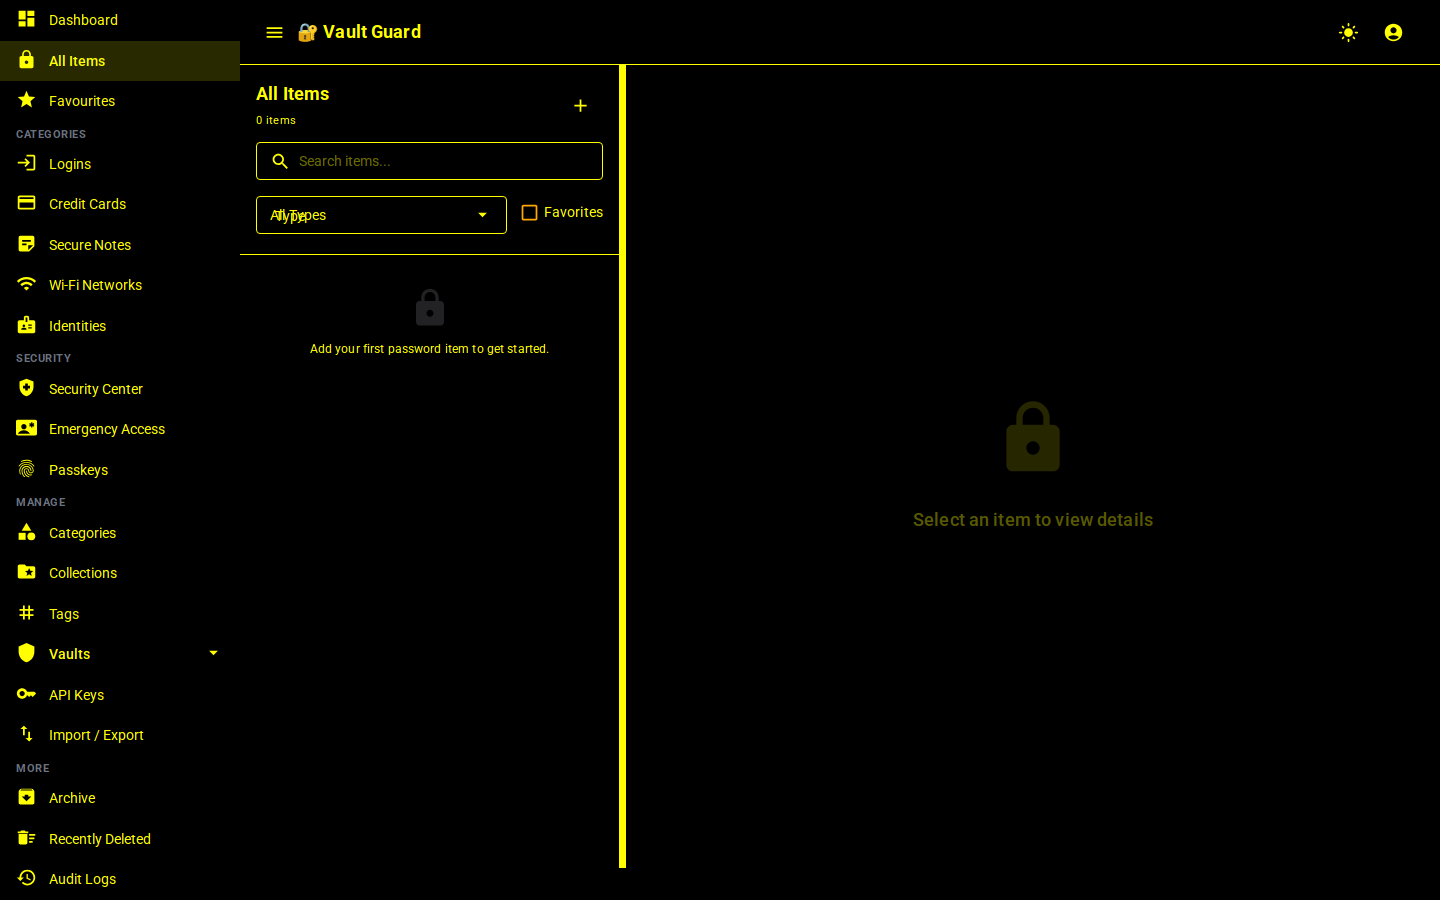 Dashboard
All Items
Favourites
CATEGORIES
Logins
Credit Cards
Secure Notes
Wi-Fi Networks
Identities
SECURITY
Security Center
Emergency Access
Passkeys
MANAGE
Categories
Collections
Tags
Vaults
API Keys
Import / Export
MORE
Archive
Recently Deleted
Audit Logs
Vault Guard
All Items
0 items
Search items...
All Types
Type
Favorites
Add your first password item to get started.
Select an item to view details